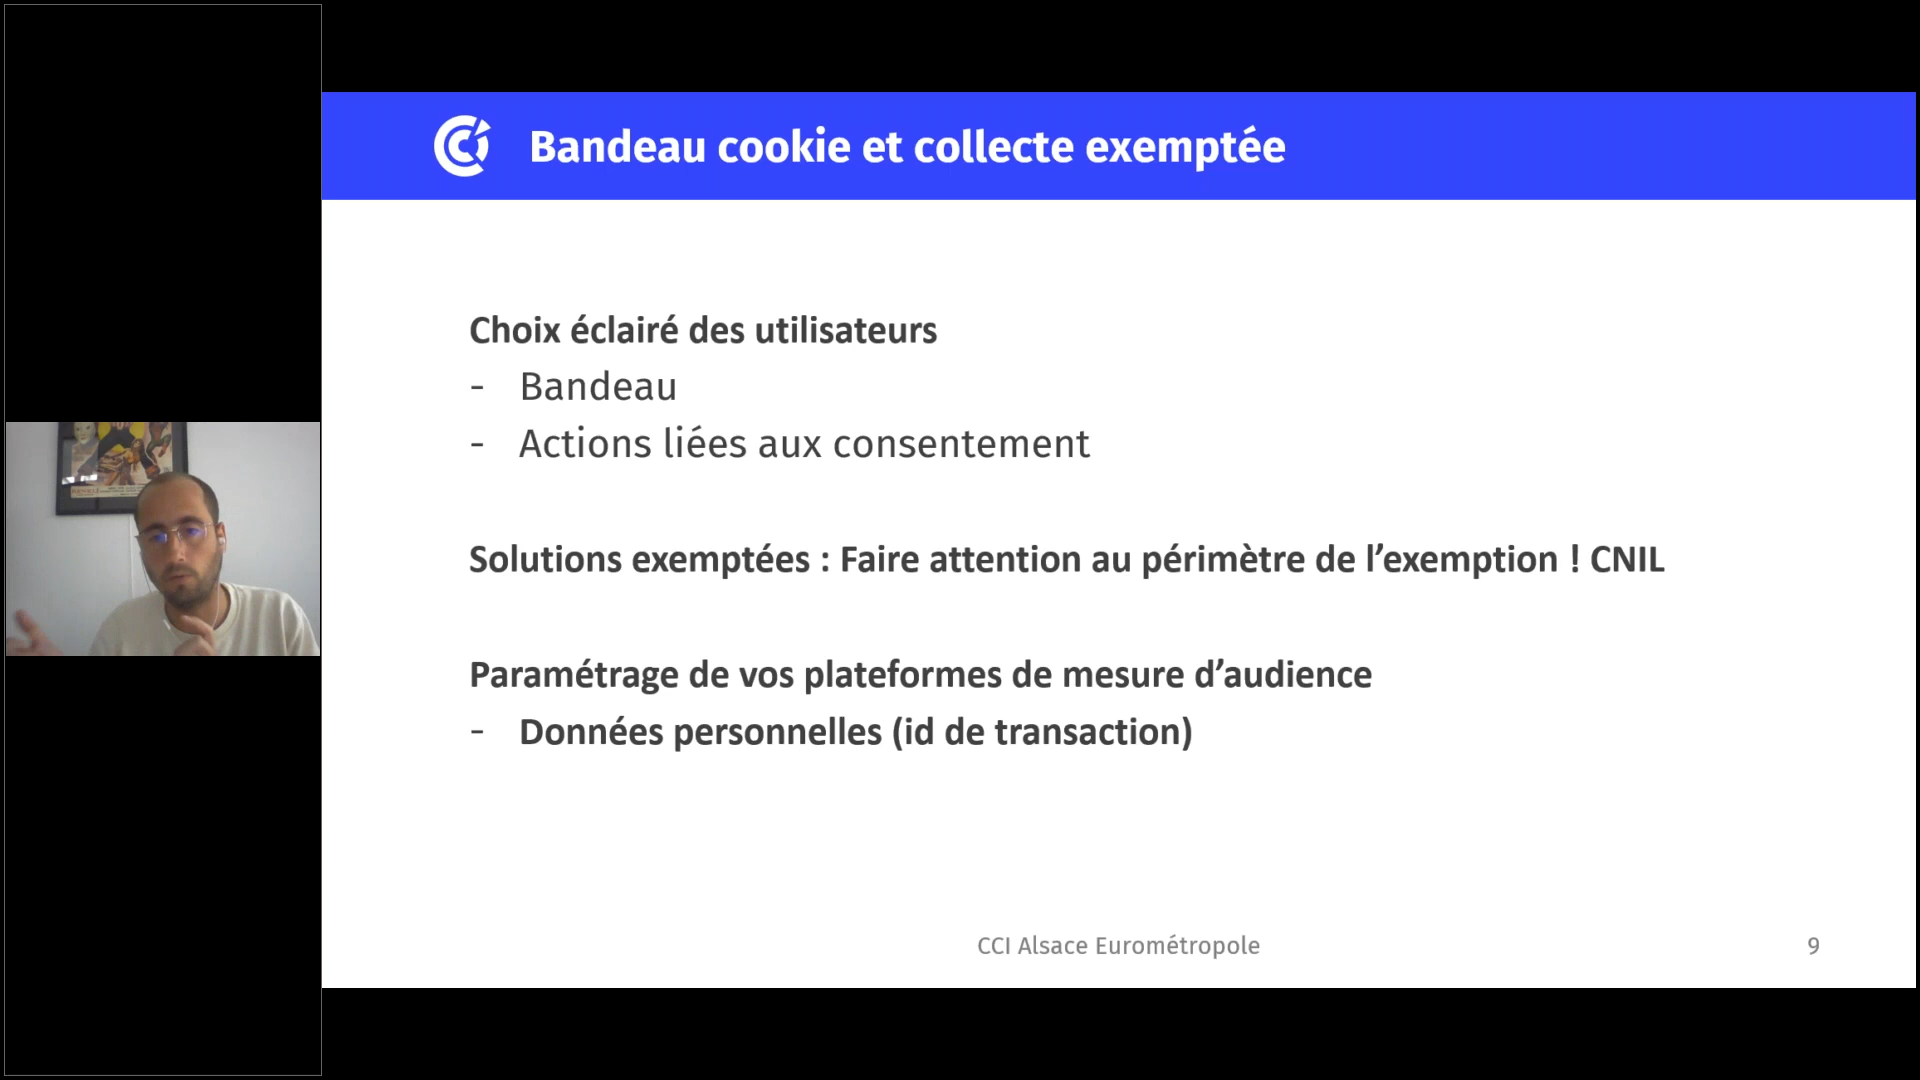 Bandeau cookie et collecte exemptée
Choix éclairé des utilisateurs
- Bandeau
- Actions liées aux consentement
Solutions exemptées : Faire attention au périmètre de l’exemption ! CNIL
Paramétrage de vos plateformes de mesure d’audience
- Données personnelles (id de transaction)
CCI Alsace Eurométropole
9